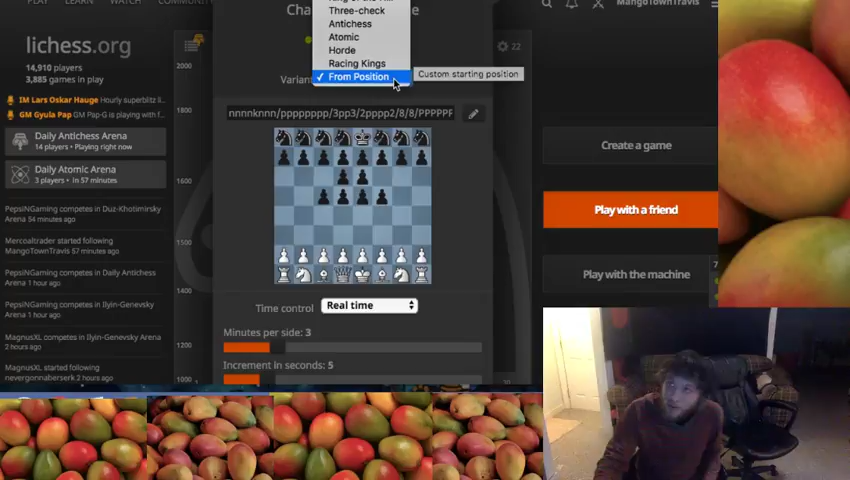 PLAY
LEARN
WATCH
COMMUNITY
MangoTownTravis
lichess.org
14,910 players
3,885 games in play
IM Lars Oskar Hauge Hourly superblitz
GM Gyula Pap Pap-G is playing with f
Daily Antichess Arena
14 players • Playing right now
Daily Atomic Arena
3 players • in 57 minutes
PepsiNGaming competes in Duz-Khotimirsky
Arena 54 minutes ago
Mercoaltrader started following
MangoTownTravis 57 minutes ago
PepsiNGaming competes in Daily Antichess
Arena 1 hour ago
PepsiNGaming competes in Ilyin-Genevsky
Arena 1 hour ago
MagnusXL competes in Ilyin-Genevsky Arena
2 hours ago
MagnusXL started following
nevergonnaberserk 2 hours ago
2000
1800
1600
1500
1400
1200
1000
22
Three-check
Antichess
Atomic
Horde
Racing Kings
✓ From Position
Custom starting position
Variant
nnnnknnn/pppppppp/3pp3/2pppp2/8/8/PPPPPP
Time control
Real time
Minutes per side: 3
Increment in seconds: 5
Create a game
Play with a friend
Play with the machine